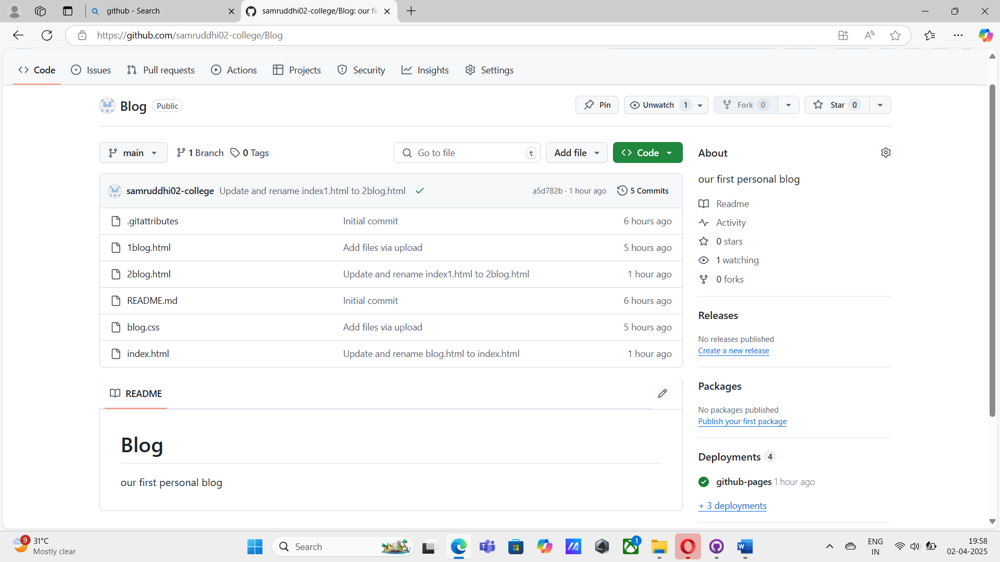 github - Search
samruddhi02-college/Blog: our fir
https://github.com/samruddhi02-college/Blog
Code Issues Pull requests Actions Projects Security Insights Settings
Blog Public Pin Unwatch 1 Fork 0 Star 0
main 1 Branch 0 Tags Go to file t Add file Code
samruddhi02-college Update and rename index1.html to 2blog.html a5d782b · 1 hour ago 5 Commits
.gitattributes Initial commit 6 hours ago
1blog.html Add files via upload 5 hours ago
2blog.html Update and rename index1.html to 2blog.html 1 hour ago
README.md Initial commit 6 hours ago
blog.css Add files via upload 5 hours ago
index.html Update and rename blog.html to index.html 1 hour ago
README
Blog
our first personal blog
About
our first personal blog
Readme
Activity
0 stars
1 watching
0 forks
Releases
No releases published
Create a new release
Packages
No packages published
Publish your first package
Deployments 4
github-pages 1 hour ago
+ 3 deployments
9
31°C
Mostly clear
Search
1
ENG
IN
19:58
02-04-2025